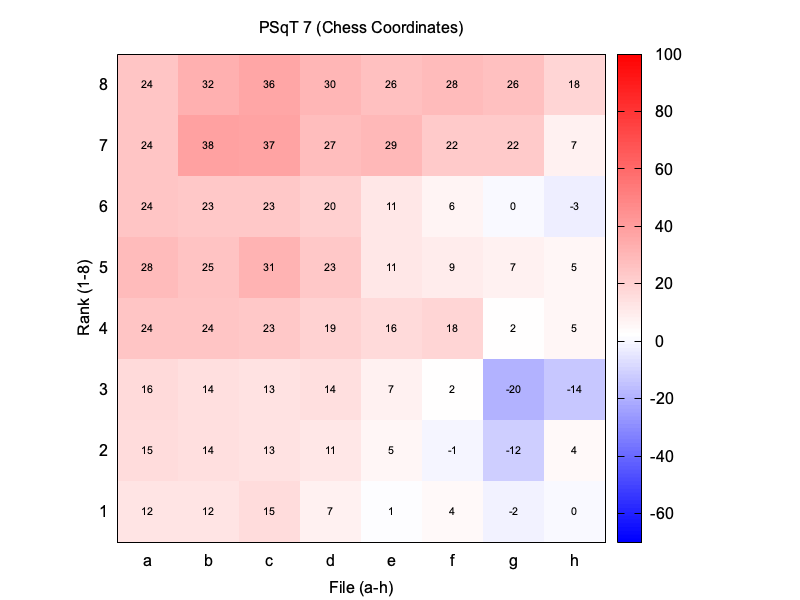 PSqT 7 (Chess Coordinates)
8 24 32 36 30 26 28 26 18
7 24 38 37 27 29 22 22 7
6 24 23 23 20 11 6 0 -3
5 28 25 31 23 11 9 7 5
4 24 24 23 19 16 18 2 5
3 16 14 13 14 7 2 -20 -14
2 15 14 13 11 5 -1 -12 4
1 12 12 15 7 1 4 -2 0
a b c d e f g h
File (a-h)
Rank (1-8)
100
80
60
40
20
0
-20
-40
-60